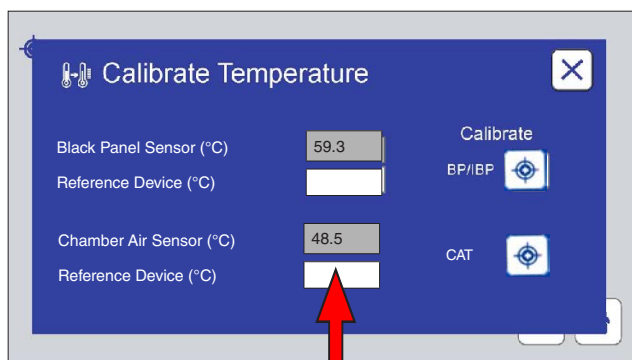 Calibrate Temperature
Calibrate
Black Panel Sensor (°C) 59.3
BP/IBP
Reference Device (°C)
Chamber Air Sensor (°C) 48.5
CAT
Reference Device (°C)